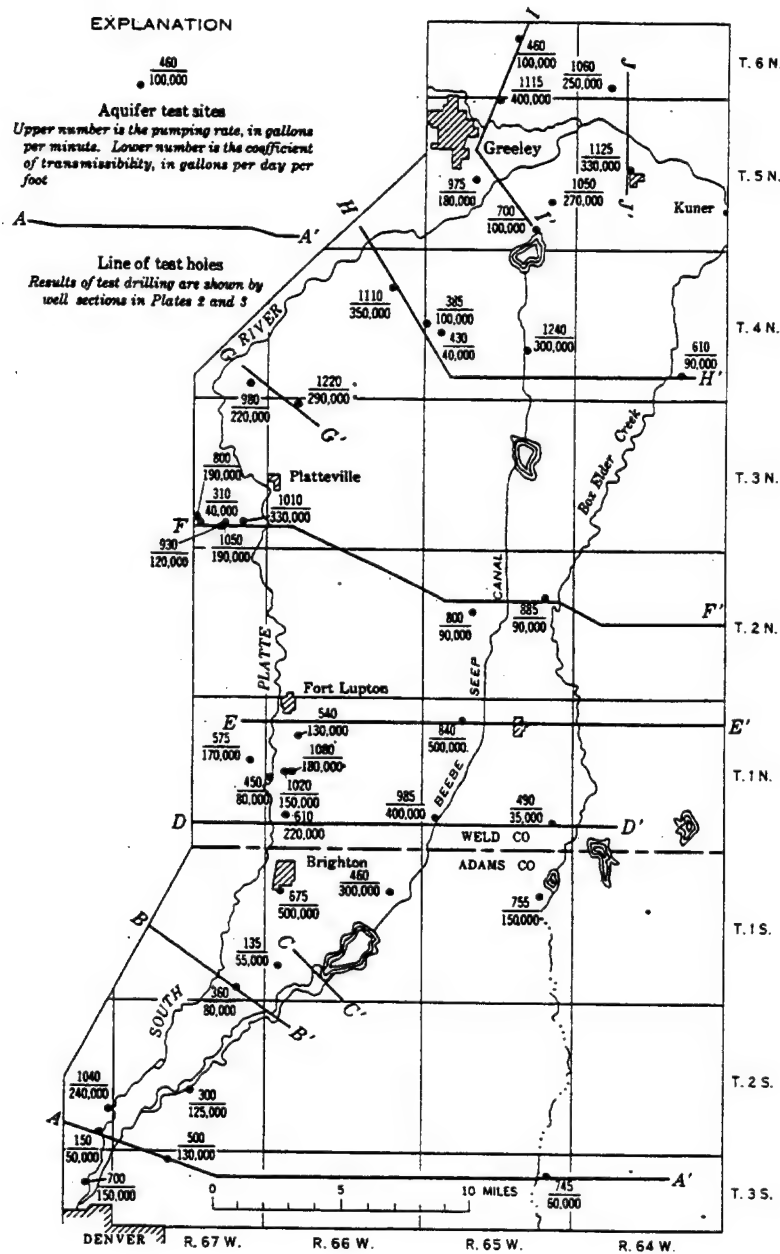 EXPLANATION
460
100,000
Aquifer test sites
Upper number is the pumping rate, in gallons
per minute. Lower number is the coefficient
of transmissibility, in gallons per day per
foot
A
A'
Line of test holes
Results of test drilling are shown by
well sections in Plates 2 and 3
I
460
100,000
1060
250,000
J
T. 6 N.
1115
400,000
Greeley
1125
330,000
T. 5 N.
975
180,000
1050
270,000
J'
Kuner
H
700
100,000
I'
1110
350,000
385
100,000
430
40,000
1240
300,000
610
90,000
T. 4 N.
H'
RIVER
G
980
220,000
1220
290,000
G'
800
190,000
Platteville
310
40,000
1010
330,000
Box Elder Creek
T. 3 N.
F
930
120,000
1050
190,000
CANAL
800
90,000
885
90,000
F'
T. 2 N.
PLATTE
SEEP
Fort Lupton
E
540
130,000
840
500,000
E'
575
170,000
1080
180,000
450
80,000
1020
150,000
BEEBE
T. 1 N.
610
220,000
985
400,000
490
35,000
D
D'
WELD CO
ADAMS CO
Brighton
460
300,000
675
500,000
755
150,000
T. 1 S.
B
135
55,000
C
360
80,000
C'
B'
SOUTH
1040
240,000
300
125,000
T. 2 S.
A
150
50,000
500
130,000
A'
700
150,000
745
60,000
T. 3 S.
0 5 10 MILES
DENVER
R. 67 W. R. 66 W. R. 65 W. R. 64 W.